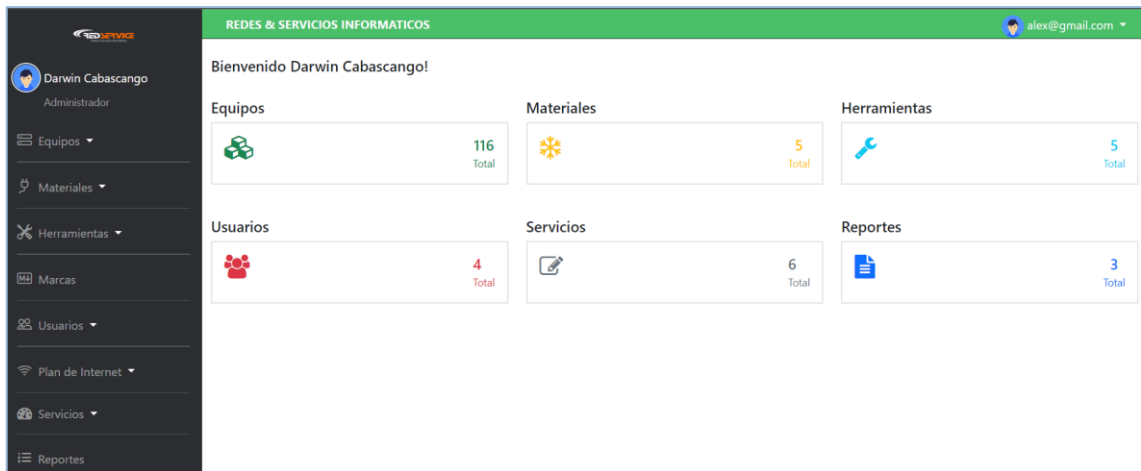 REDSERVICE
REDES & SERVICIOS INFORMATICOS
alex@gmail.com
Darwin Cabascango
Administrador
Equipos
Materiales
Herramientas
M+ Marcas
Usuarios
Plan de Internet
Servicios
Reportes
Bienvenido Darwin Cabascango!
Equipos
116
Total
Materiales
5
Total
Herramientas
5
Total
Usuarios
4
Total
Servicios
6
Total
Reportes
3
Total